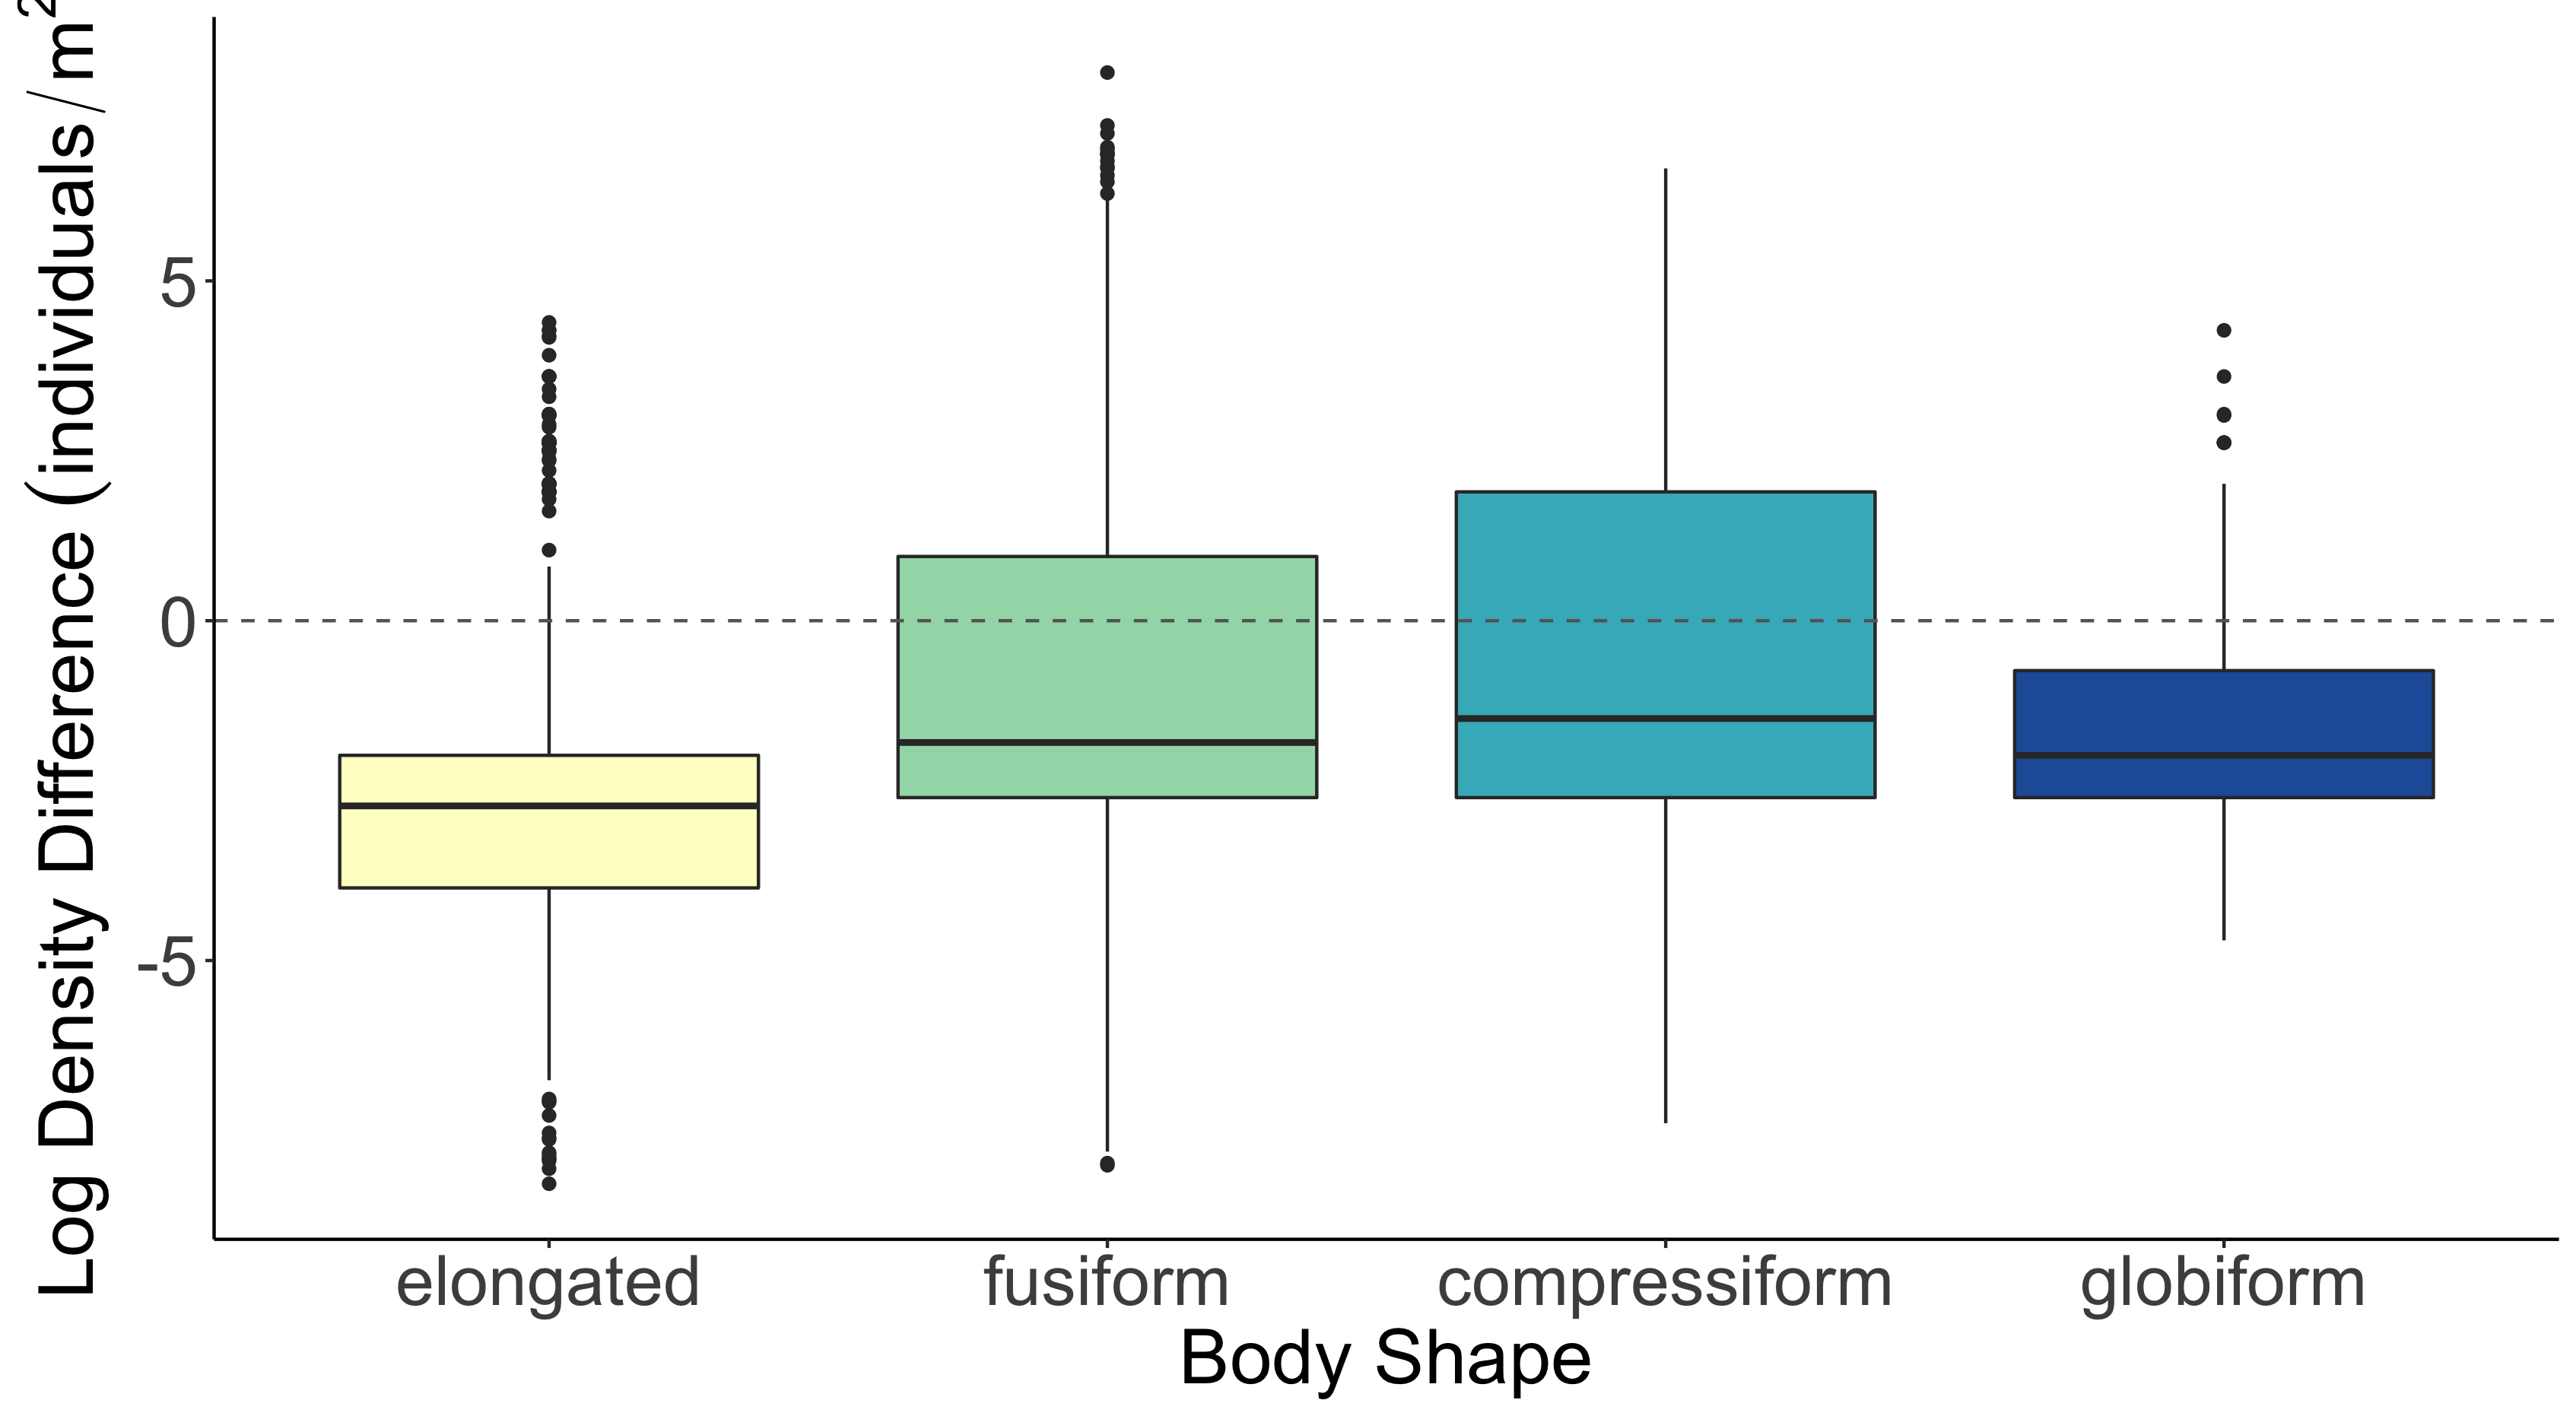 Log Density Difference (individuals/m²
5
0
-5
elongated fusiform compressiform globiform
Body Shape